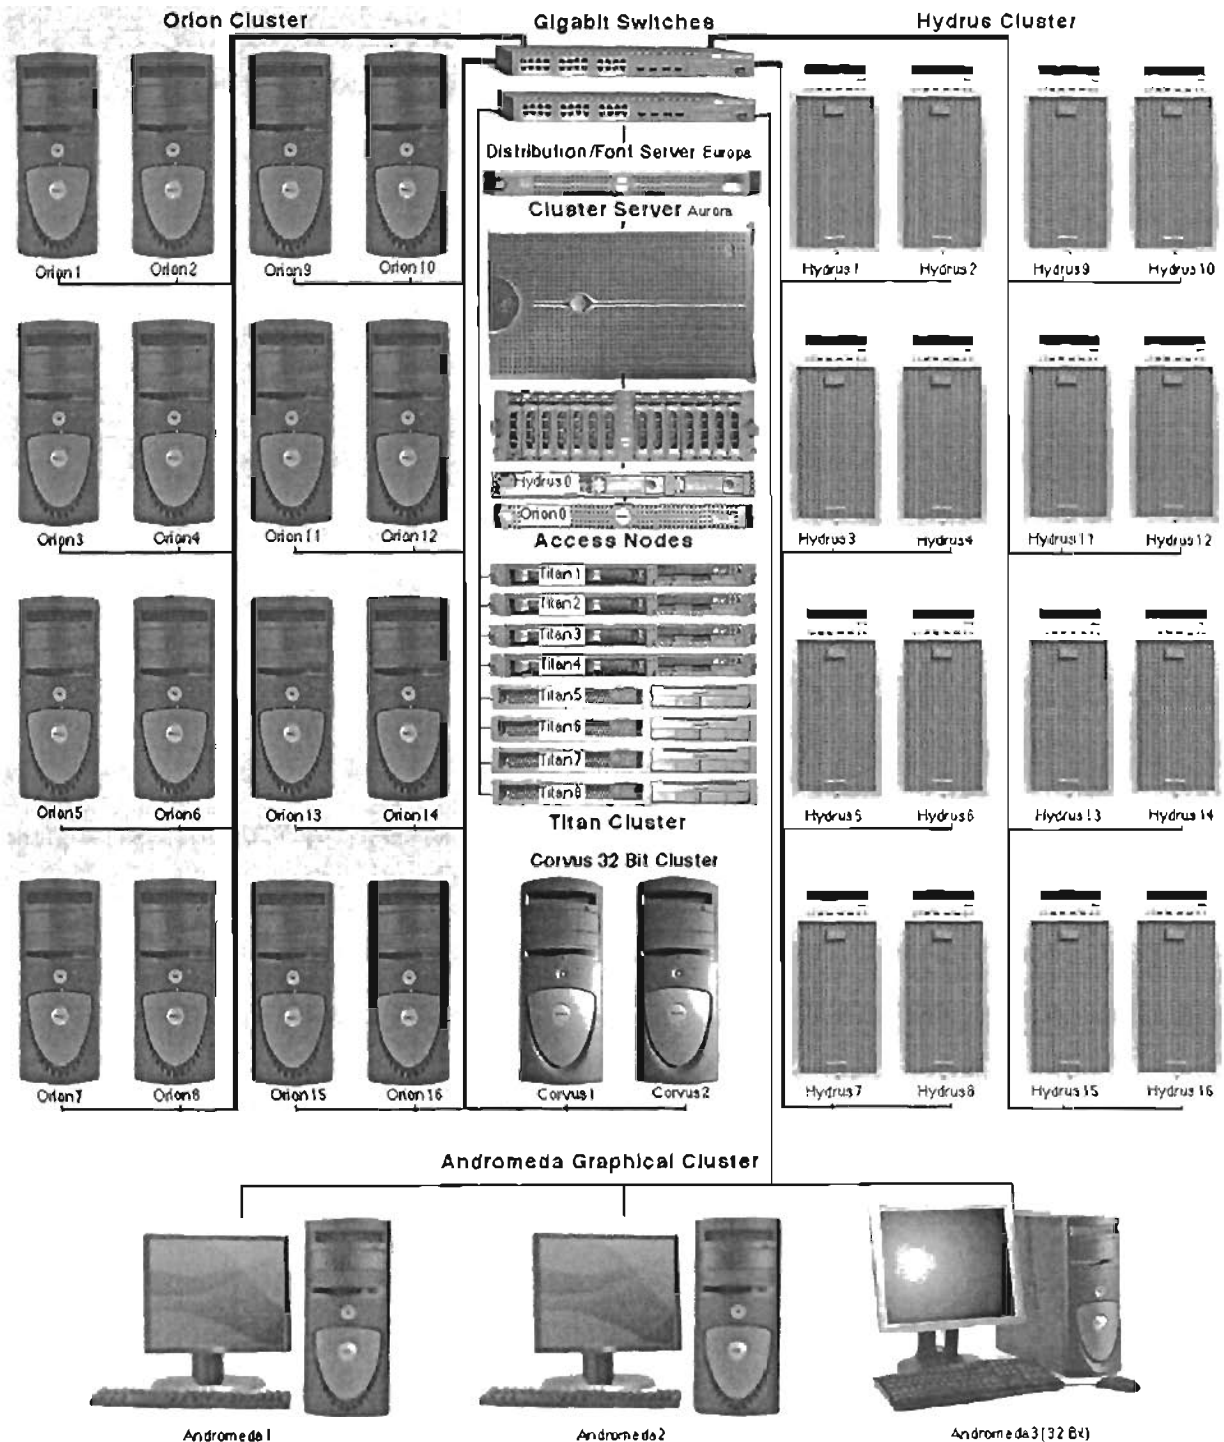 Orion Cluster
Gigabit Switches
Hydrus Cluster
Distribution/Font Server Europa
Cluster Server Aurora
Orion1
Orion2
Orion9
Orion10
Hydrus1
Hydrus2
Hydrus9
Hydrus10
Hydrus0
Orion0
Access Nodes
Orion3
Orion4
Orion11
Orion12
Hydrus3
Hydrus4
Hydrus11
Hydrus12
Titan1
Titan2
Titan3
Titan4
Titan5
Titan6
Titan7
Titan8
Titan Cluster
Orion5
Orion6
Orion13
Orion14
Hydrus5
Hydrus6
Hydrus13
Hydrus14
Corvus 32 Bit Cluster
Orion7
Orion8
Orion15
Orion16
Corvus1
Corvus2
Hydrus7
Hydrus8
Hydrus15
Hydrus16
Andromeda Graphical Cluster
Andromeda1
Andromeda2
Andromeda3 (32 Bit)